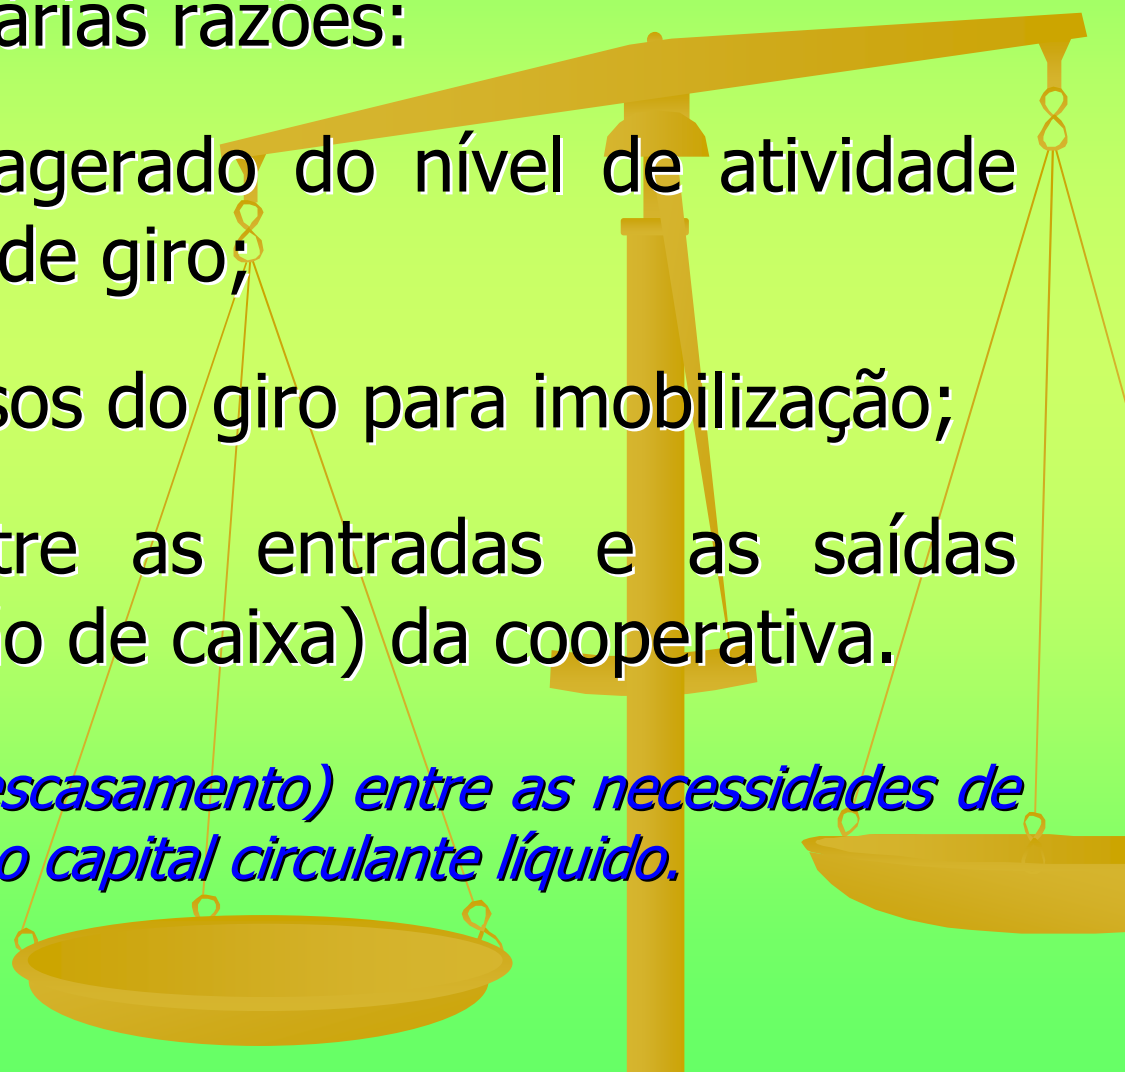 árias razões:
agerado do nível de atividade
de giro;
sos do giro para imobilização;
tre as entradas e as saídas
o de caixa) da cooperativa.
escasamento) entre as necessidades de
o capital circulante líquido.